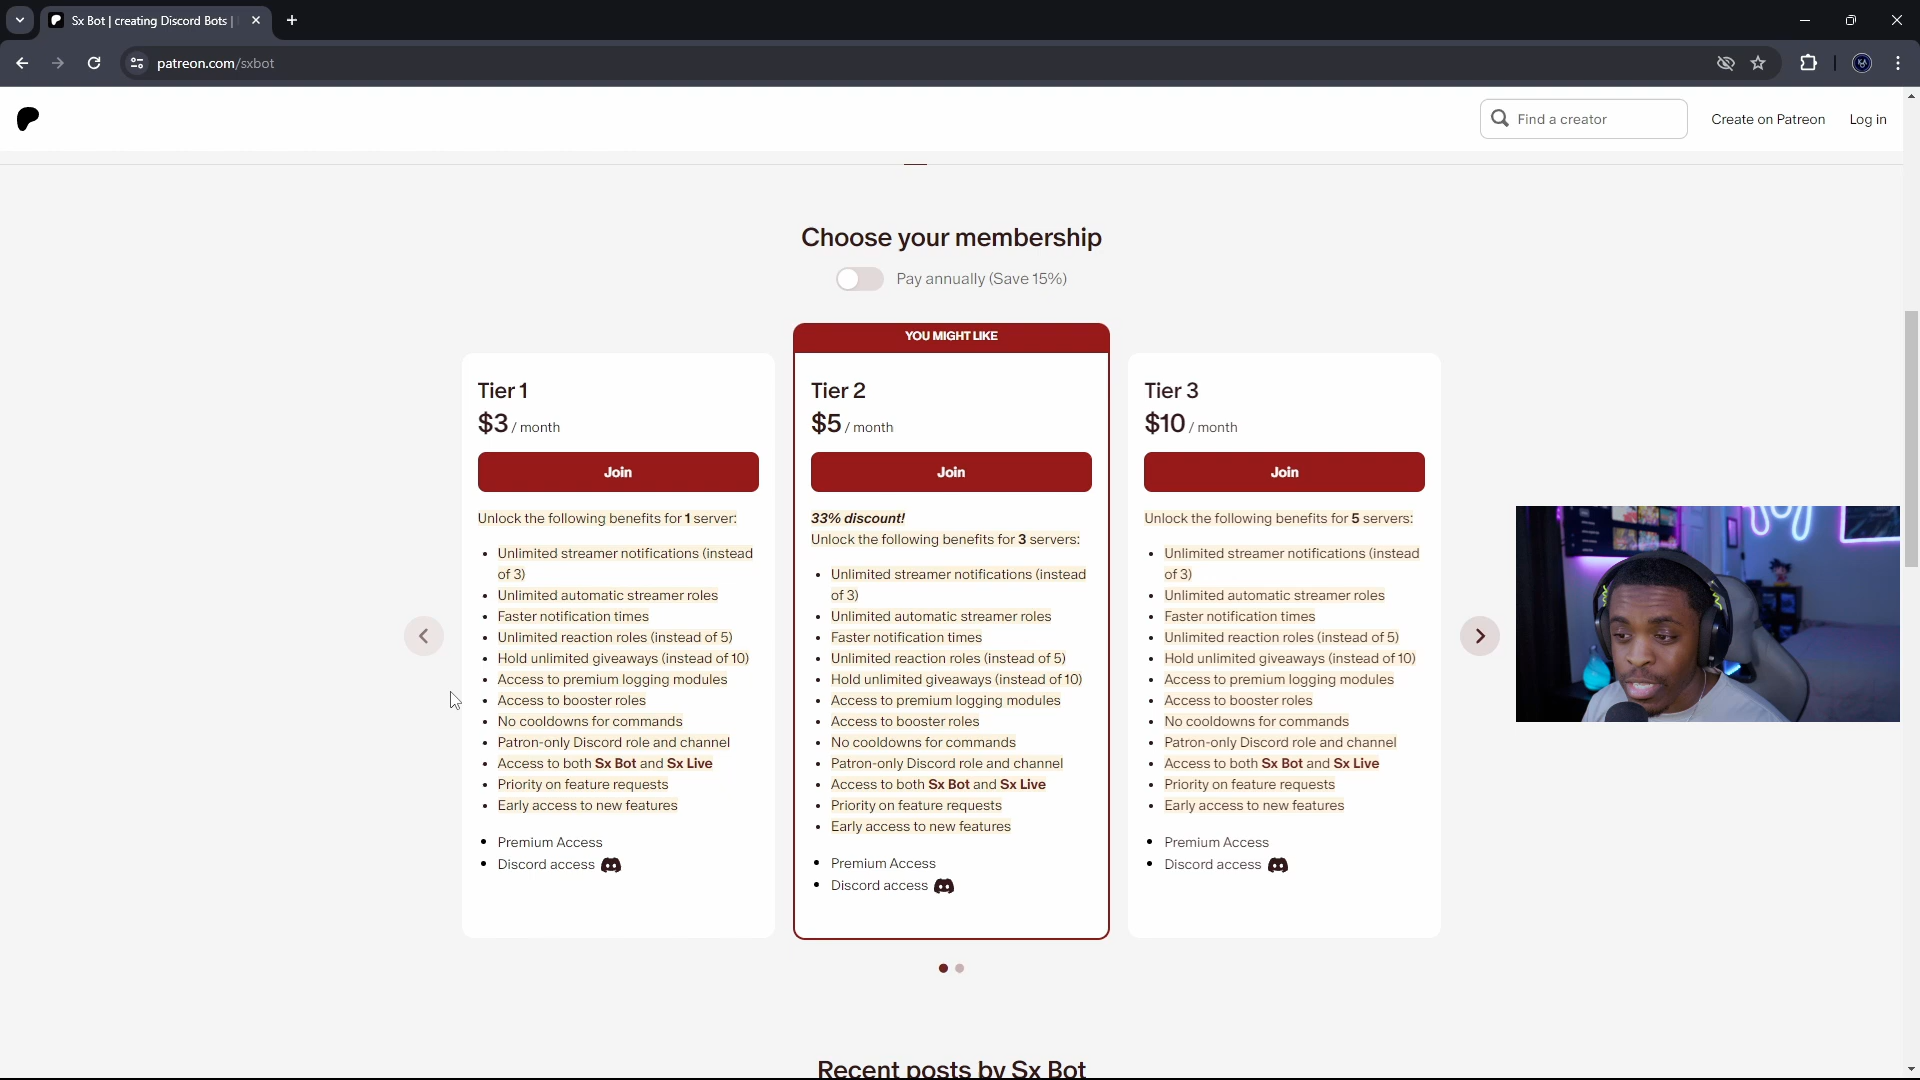 Sx Bot | creating Discord Bots |
patreon.com/sxbot
Find a creator
Create on Patreon
Log in
Choose your membership
Pay annually (Save 15%)
Tier 1
$3 / month
Join
Unlock the following benefits for 1 server:
• Unlimited streamer notifications (instead
of 3)
• Unlimited automatic streamer roles
• Faster notification times
• Unlimited reaction roles (instead of 5)
• Hold unlimited giveaways (instead of 10)
• Access to premium logging modules
• Access to booster roles
• No cooldowns for commands
• Patron-only Discord role and channel
• Access to both Sx Bot and Sx Live
• Priority on feature requests
• Early access to new features
• Premium Access
• Discord access
YOU MIGHT LIKE
Tier 2
$5 / month
Join
33% discount!
Unlock the following benefits for 3 servers:
• Unlimited streamer notifications (instead
of 3)
• Unlimited automatic streamer roles
• Faster notification times
• Unlimited reaction roles (instead of 5)
• Hold unlimited giveaways (instead of 10)
• Access to premium logging modules
• Access to booster roles
• No cooldowns for commands
• Patron-only Discord role and channel
• Access to both Sx Bot and Sx Live
• Priority on feature requests
• Early access to new features
• Premium Access
• Discord access
Tier 3
$10 / month
Join
Unlock the following benefits for 5 servers:
• Unlimited streamer notifications (instead
of 3)
• Unlimited automatic streamer roles
• Faster notification times
• Unlimited reaction roles (instead of 5)
• Hold unlimited giveaways (instead of 10)
• Access to premium logging modules
• Access to booster roles
• No cooldowns for commands
• Patron-only Discord role and channel
• Access to both Sx Bot and Sx Live
• Priority on feature requests
• Early access to new features
• Premium Access
• Discord access
Recent posts by Sx Bot